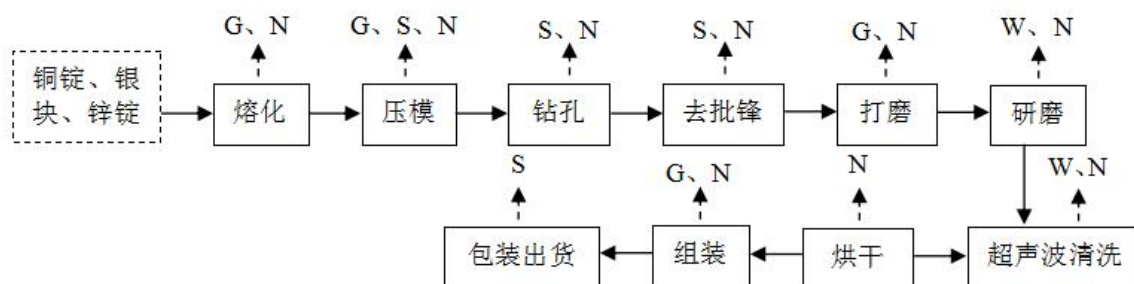 G、N
G、S、N
S、N
S、N
G、N
W、N
铜锭、银
块、锌锭
熔化
压模
钻孔
去批锋
打磨
研磨
S
G、N
N
W、N
包装出货
组装
烘干
超声波清洗